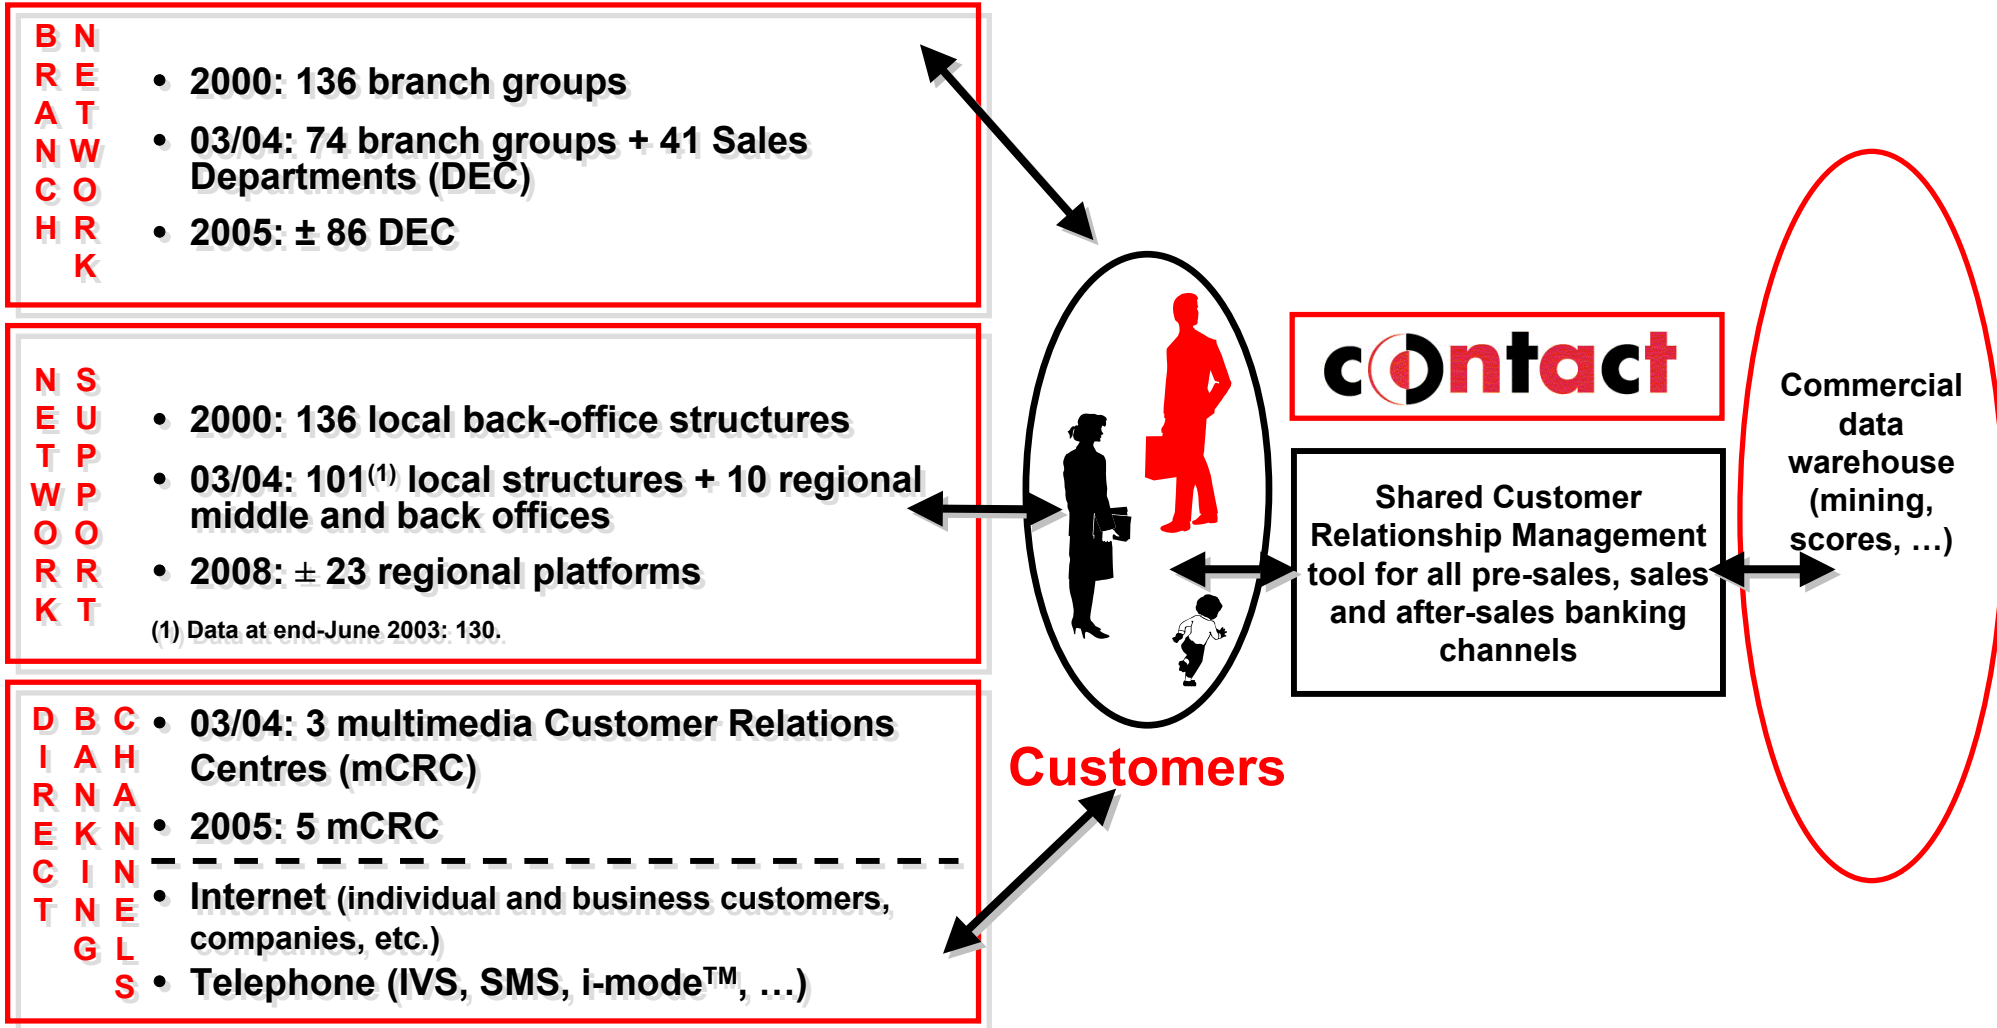 BRANCH
NETWORK
• 2000: 136 branch groups
• 03/04: 74 branch groups + 41 Sales
Departments (DEC)
• 2005: ± 86 DEC
NETWORK
SUPPORT
• 2000: 136 local back-office structures
• 03/04: 101(1) local structures + 10 regional
middle and back offices
• 2008: ± 23 regional platforms
(1) Data at end-June 2003: 130.
DIRECT
BANKING
CHANNELS
• 03/04: 3 multimedia Customer Relations
Centres (mCRC)
• 2005: 5 mCRC
• Internet (individual and business customers,
companies, etc.)
• Telephone (IVS, SMS, i-mode™, …)
Customers
contact
Shared Customer
Relationship Management
tool for all pre-sales, sales
and after-sales banking
channels
Commercial
data
warehouse
(mining,
scores, …)